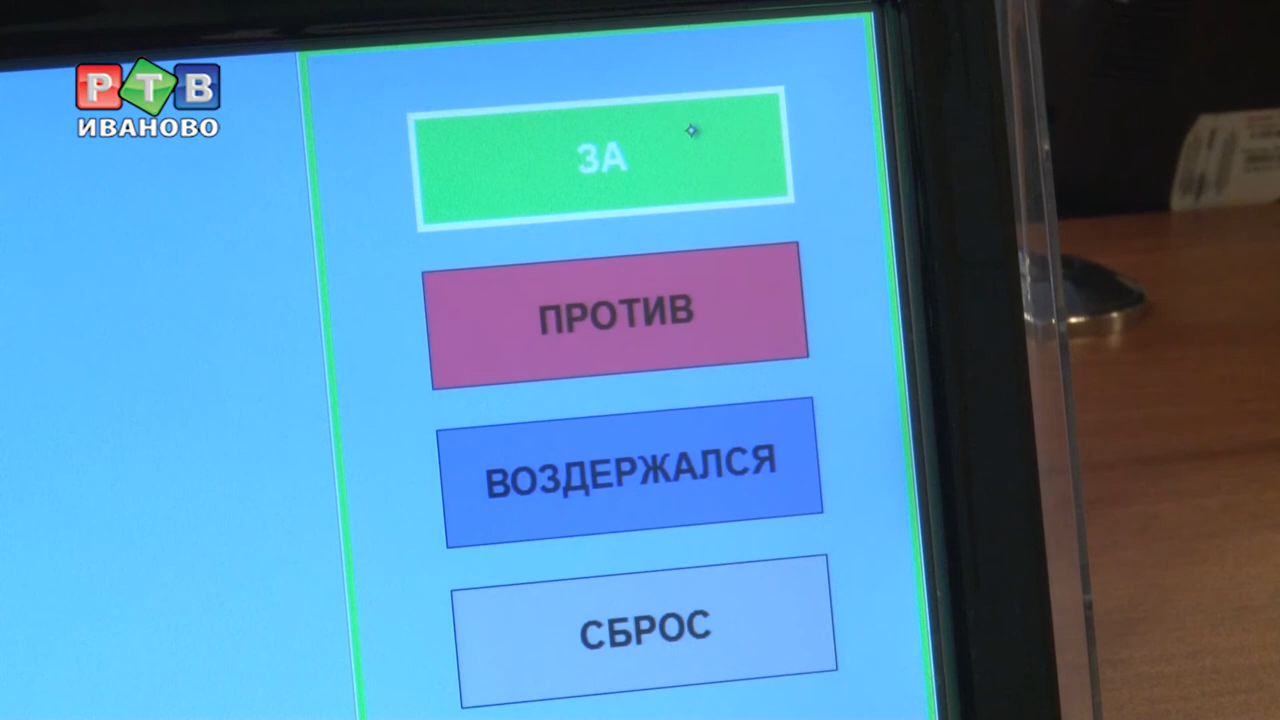 РТВ
ИВАНОВО
ЗА
ПРОТИВ
ВОЗДЕРЖАЛСЯ
СБРОС